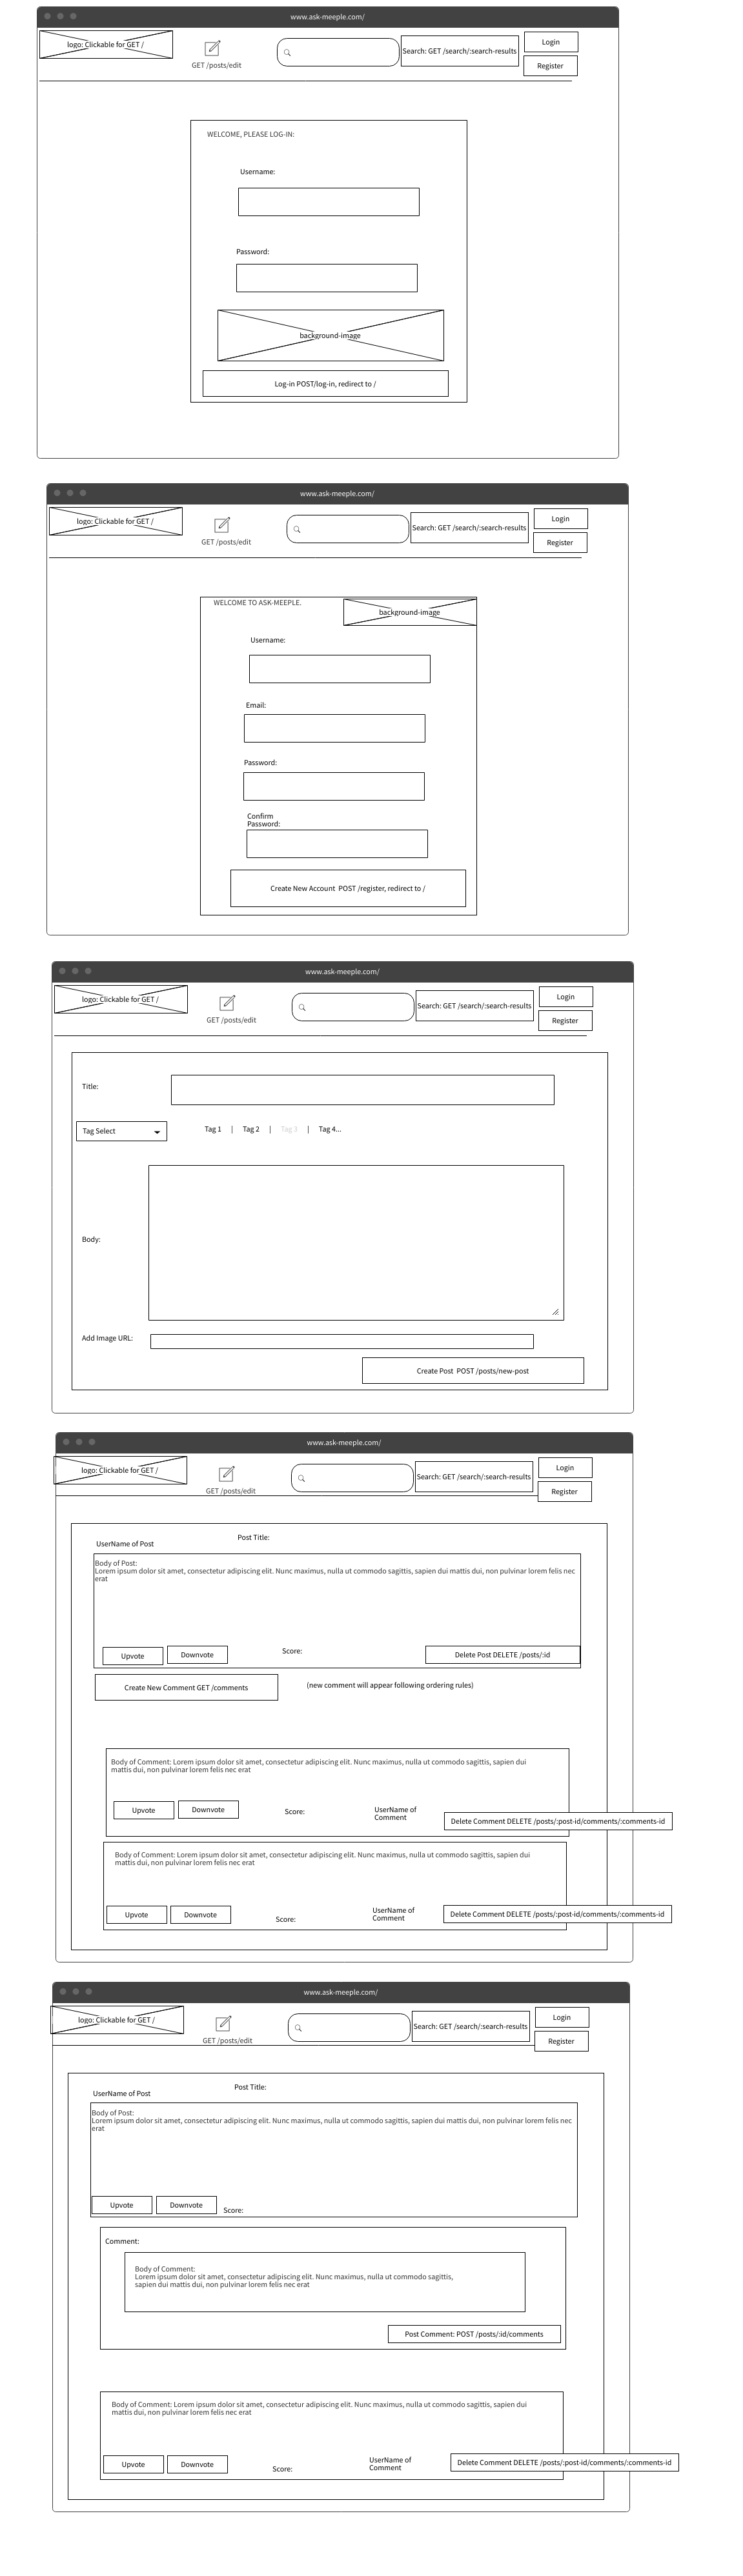 www.ask-meeple.com/
logo: Clickable for GET /
GET /posts/edit
Search: GET /search/:search-results
Login
Register
WELCOME, PLEASE LOG-IN:
Username:
Password:
background-image
Log-in POST/log-in, redirect to /
www.ask-meeple.com/
logo: Clickable for GET /
GET /posts/edit
Search: GET /search/:search-results
Login
Register
WELCOME TO ASK-MEEPLE.
background-image
Username:
Email:
Password:
Confirm
Password:
Create New Account  POST /register, redirect to /
www.ask-meeple.com/
logo: Clickable for GET /
GET /posts/edit
Search: GET /search/:search-results
Login
Register
Title:
Tag Select
Tag 1 | Tag 2 | Tag 3 | Tag 4...
Body:
Add Image URL:
Create Post  POST /posts/new-post
www.ask-meeple.com/
logo: Clickable for GET /
GET /posts/edit
Search: GET /search/:search-results
Login
Register
Post Title:
UserName of Post
Body of Post:
Lorem ipsum dolor sit amet, consectetur adipiscing elit. Nunc maximus, nulla ut commodo sagittis, sapien dui mattis dui, non pulvinar lorem felis nec
erat
Upvote
Downvote
Score:
Delete Post DELETE /posts/:id
Create New Comment GET /comments
(new comment will appear following ordering rules)
Body of Comment: Lorem ipsum dolor sit amet, consectetur adipiscing elit. Nunc maximus, nulla ut commodo sagittis, sapien dui
mattis dui, non pulvinar lorem felis nec erat
Upvote
Downvote
Score:
UserName of
Comment
Delete Comment DELETE /posts/:post-id/comments/:comments-id
Body of Comment: Lorem ipsum dolor sit amet, consectetur adipiscing elit. Nunc maximus, nulla ut commodo sagittis, sapien dui
mattis dui, non pulvinar lorem felis nec erat
Upvote
Downvote
Score:
UserName of
Comment
Delete Comment DELETE /posts/:post-id/comments/:comments-id
www.ask-meeple.com/
logo: Clickable for GET /
GET /posts/edit
Search: GET /search/:search-results
Login
Register
Post Title:
UserName of Post
Body of Post:
Lorem ipsum dolor sit amet, consectetur adipiscing elit. Nunc maximus, nulla ut commodo sagittis, sapien dui mattis dui, non pulvinar lorem felis nec
erat
Upvote
Downvote
Score:
Comment:
Body of Comment:
Lorem ipsum dolor sit amet, consectetur adipiscing elit. Nunc maximus, nulla ut commodo sagittis,
sapien dui mattis dui, non pulvinar lorem felis nec erat
Post Comment: POST /posts/:id/comments
Body of Comment: Lorem ipsum dolor sit amet, consectetur adipiscing elit. Nunc maximus, nulla ut commodo sagittis, sapien dui
mattis dui, non pulvinar lorem felis nec erat
Upvote
Downvote
Score:
UserName of
Comment
Delete Comment DELETE /posts/:post-id/comments/:comments-id